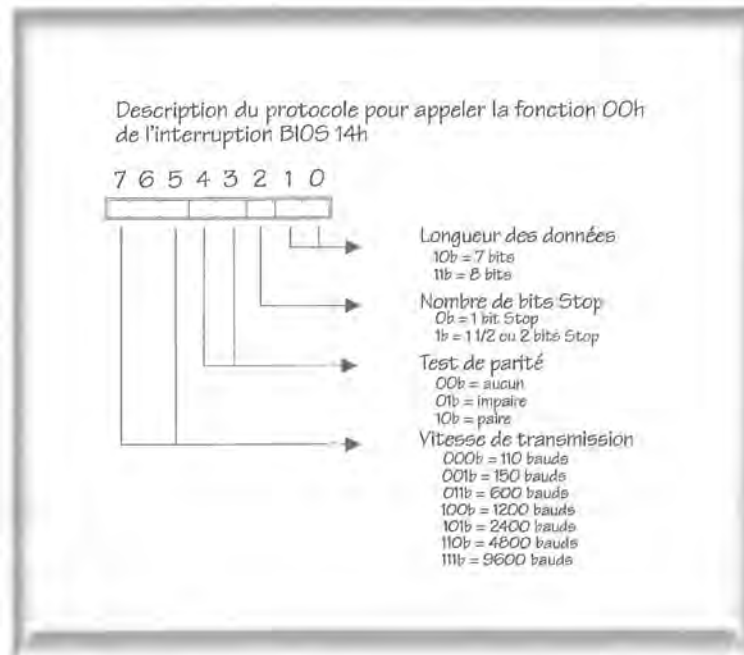 Description du protocole pour appeler la fonction 00h
de l'interruption BIOS 14h
7 6 5 4 3 2 1 0
Longueur des données
10b = 7 bits
11b = 8 bits
Nombre de bits Stop
0b = 1 bit Stop
1b = 1 1/2 ou 2 bits Stop
Test de parité
00b = aucun
01b = impaire
10b = paire
Vitesse de transmission
000b = 110 bauds
001b = 150 bauds
011b = 600 bauds
100b = 1200 bauds
101b = 2400 bauds
110b = 4800 bauds
111b = 9600 bauds